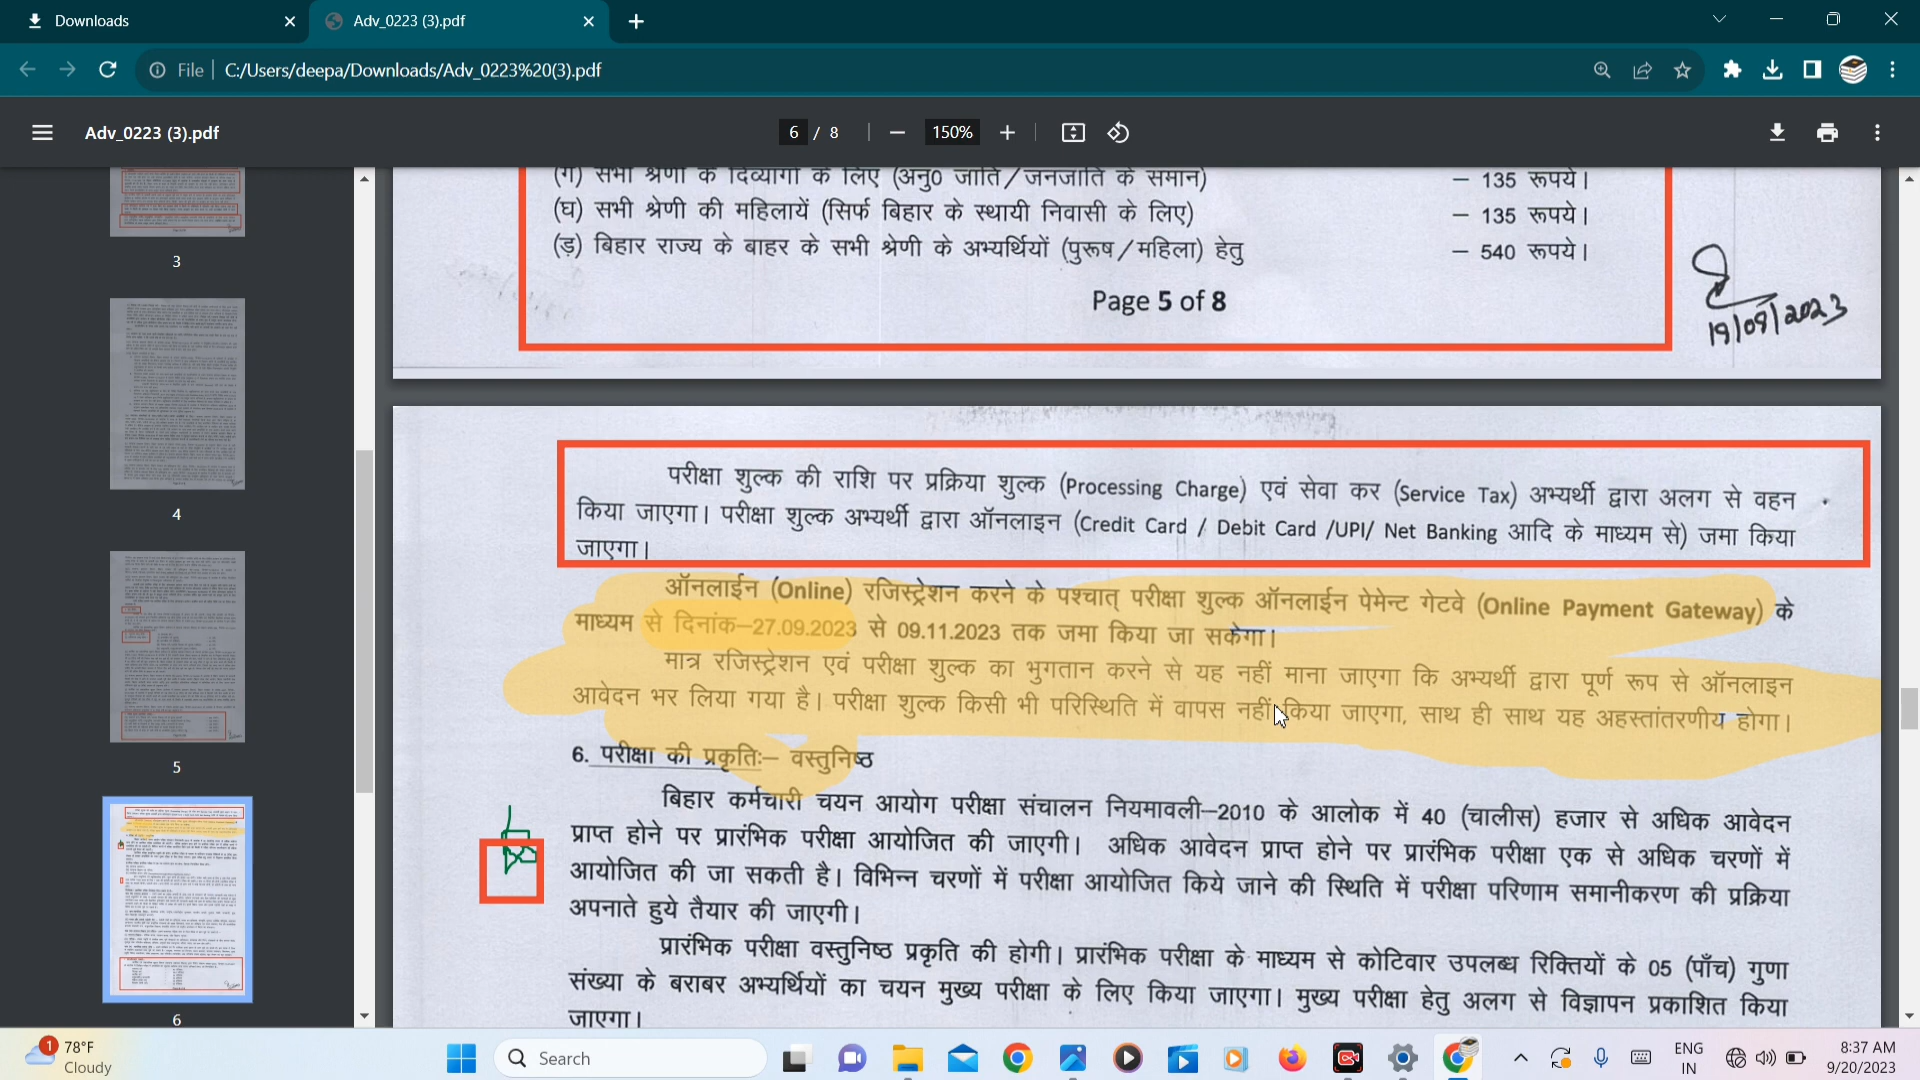 Downloads
Adv_0223 (3).pdf
File
C:/Users/deepa/Downloads/Adv_0223%20(3).pdf
Adv_0223 (3).pdf
6 / 8
150%
3
4
5
6
(ग) सभी श्रेणी के दिव्यांगों के लिए (अनु0 जाति/जनजाति के समान) – 135 रूपये।
(घ) सभी श्रेणी की महिलायें (सिर्फ बिहार के स्थायी निवासी के लिए) – 135 रूपये।
(ड़) बिहार राज्य के बाहर के सभी श्रेणी के अभ्यर्थियों (पुरूष/महिला) हेतु – 540 रूपये।
Page 5 of 8
19/09/2023
परीक्षा शुल्क की राशि पर प्रक्रिया शुल्क (Processing Charge) एवं सेवा कर (Service Tax) अभ्यर्थी द्वारा अलग से वहन
किया जाएगा। परीक्षा शुल्क अभ्यर्थी द्वारा ऑनलाइन (Credit Card / Debit Card /UPI/ Net Banking आदि के माध्यम से) जमा किया
जाएगा।
ऑनलाईन (Online) रजिस्ट्रेशन करने के पश्चात् परीक्षा शुल्क ऑनलाईन पेमेन्ट गेटवे (Online Payment Gateway) के
माध्यम से दिनांक–27.09.2023 से 09.11.2023 तक जमा किया जा सकेगा।
मात्र रजिस्ट्रेशन एवं परीक्षा शुल्क का भुगतान करने से यह नहीं माना जाएगा कि अभ्यर्थी द्वारा पूर्ण रूप से ऑनलाइन
आवेदन भर लिया गया है। परीक्षा शुल्क किसी भी परिस्थिति में वापस नहीं किया जाएगा, साथ ही साथ यह अहस्तांतरणीय होगा।
6. परीक्षा की प्रकृतिः– वस्तुनिष्ठ
बिहार कर्मचारी चयन आयोग परीक्षा संचालन नियमावली–2010 के आलोक में 40 (चालीस) हजार से अधिक आवेदन
प्राप्त होने पर प्रारंभिक परीक्षा आयोजित की जाएगी। अधिक आवेदन प्राप्त होने पर प्रारंभिक परीक्षा एक से अधिक चरणों में
आयोजित की जा सकती है। विभिन्न चरणों में परीक्षा आयोजित किये जाने की स्थिति में परीक्षा परिणाम समानीकरण की प्रक्रिया
अपनाते हुये तैयार की जाएगी।
प्रारंभिक परीक्षा वस्तुनिष्ठ प्रकृति की होगी। प्रारंभिक परीक्षा के माध्यम से कोटिवार उपलब्ध रिक्तियों के 05 (पाँच) गुणा
संख्या के बराबर अभ्यर्थियों का चयन मुख्य परीक्षा के लिए किया जाएगा। मुख्य परीक्षा हेतु अलग से विज्ञापन प्रकाशित किया
जाएगा।
1
78°F
Cloudy
Search
ENG
IN
8:37 AM
9/20/2023